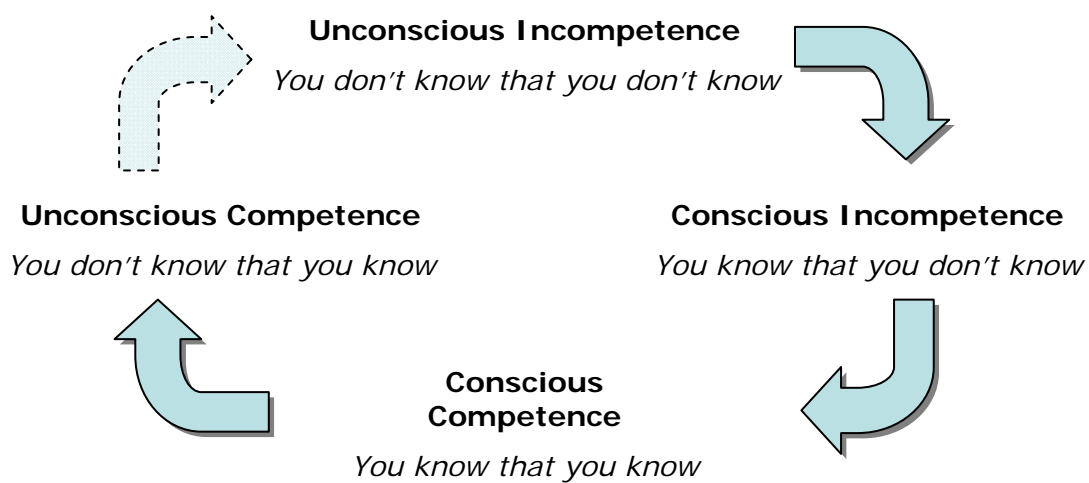 Unconscious Incompetence
You don't know that you don't know
Unconscious Competence
You don't know that you know
Conscious Incompetence
You know that you don't know
Conscious
Competence
You know that you know